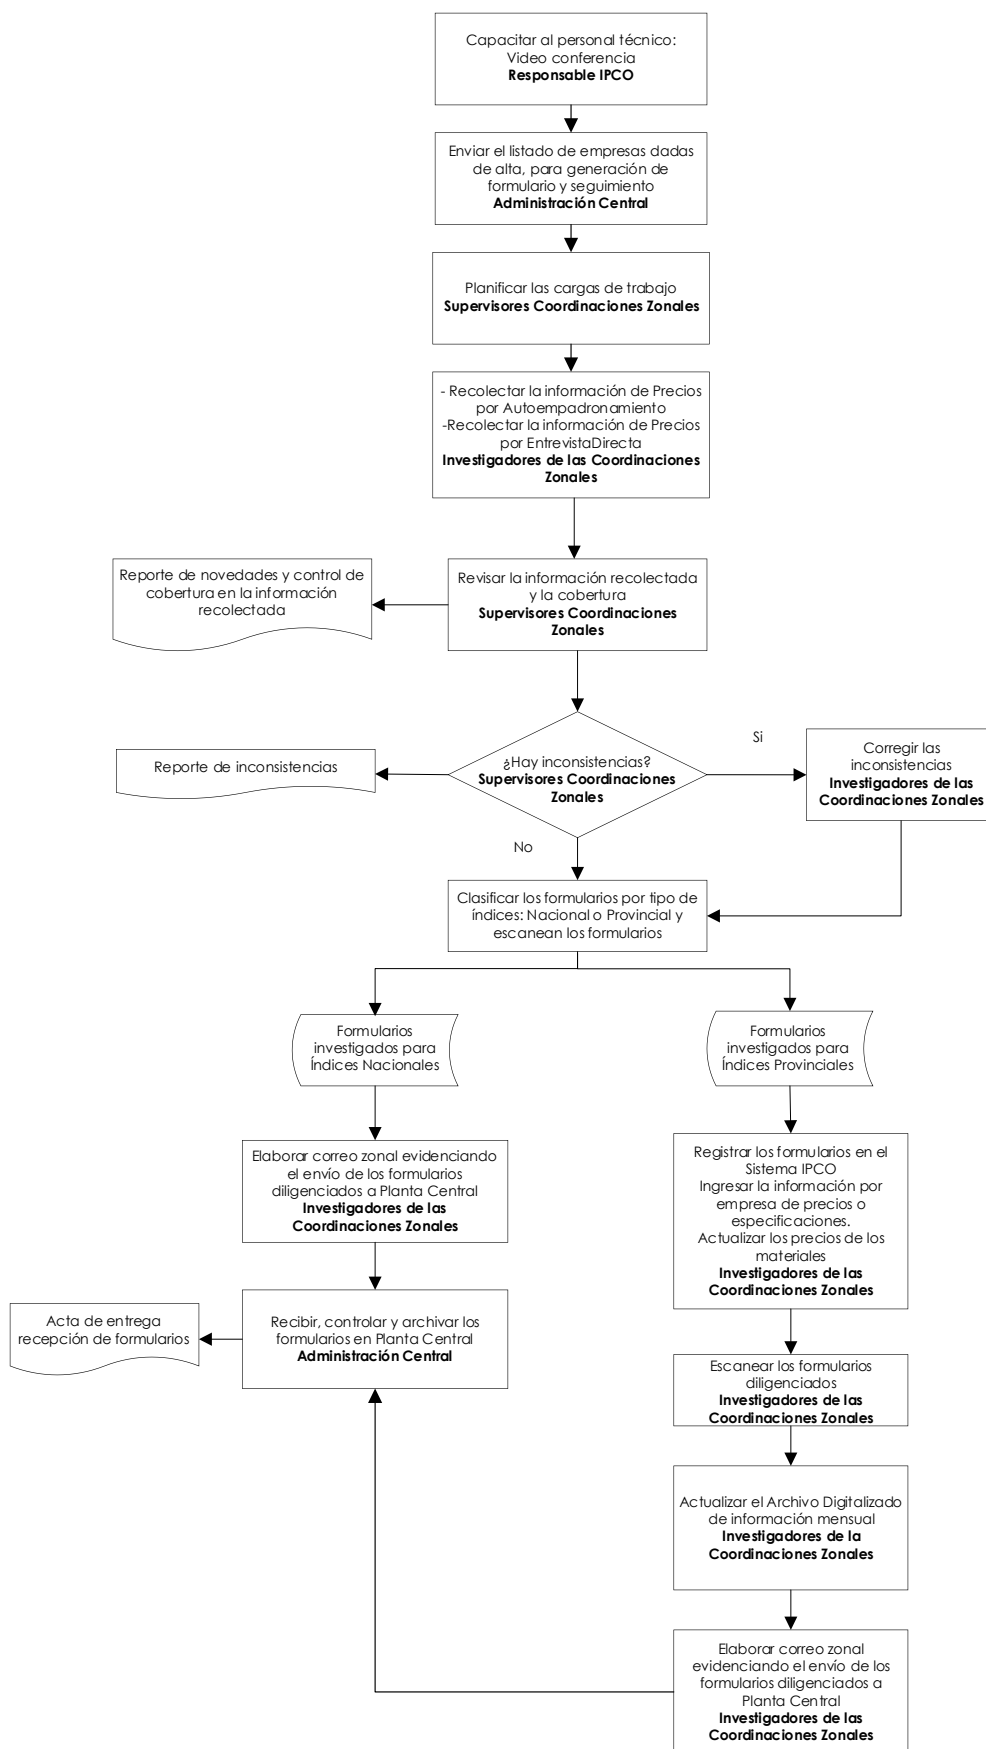 Capacitar al personal técnico:
Video conferencia
Responsable IPCO
Enviar el listado de empresas dadas
de alta, para generación de
formulario y seguimiento
Administración Central
Planificar las cargas de trabajo
Supervisores Coordinaciones Zonales
- Recolectar la información de Precios
por Autoempadronamiento
-Recolectar la información de Precios
por EntrevistaDirecta
Investigadores de las Coordinaciones
Zonales
Reporte de novedades y control de
cobertura en la información
recolectada
Revisar la información recolectada
y la cobertura
Supervisores Coordinaciones
Zonales
Reporte de inconsistencias
¿Hay inconsistencias?
Supervisores Coordinaciones
Zonales
Si
Corregir las
inconsistencias
Investigadores de las
Coordinaciones Zonales
No
Clasificar los formularios por tipo de
índices: Nacional o Provincial y
escanean los formularios
Formularios
investigados para
Índices Nacionales
Formularios
investigados para
Índices Provinciales
Elaborar correo zonal evidenciando
el envío de los formularios
diligenciados a Planta Central
Investigadores de las
Coordinaciones Zonales
Registrar los formularios en el
Sistema IPCO
Ingresar la información por
empresa de precios o
especificaciones.
Actualizar los precios de los
materiales
Investigadores de las
Coordinaciones Zonales
Acta de entrega
recepción de formularios
Recibir, controlar y archivar los
formularios en Planta Central
Administración Central
Escanear los formularios
diligenciados
Investigadores de las
Coordinaciones Zonales
Actualizar el Archivo Digitalizado
de información mensual
Investigadores de la
Coordinaciones Zonales
Elaborar correo zonal
evidenciando el envío de los
formularios diligenciados a
Planta Central
Investigadores de las
Coordinaciones Zonales